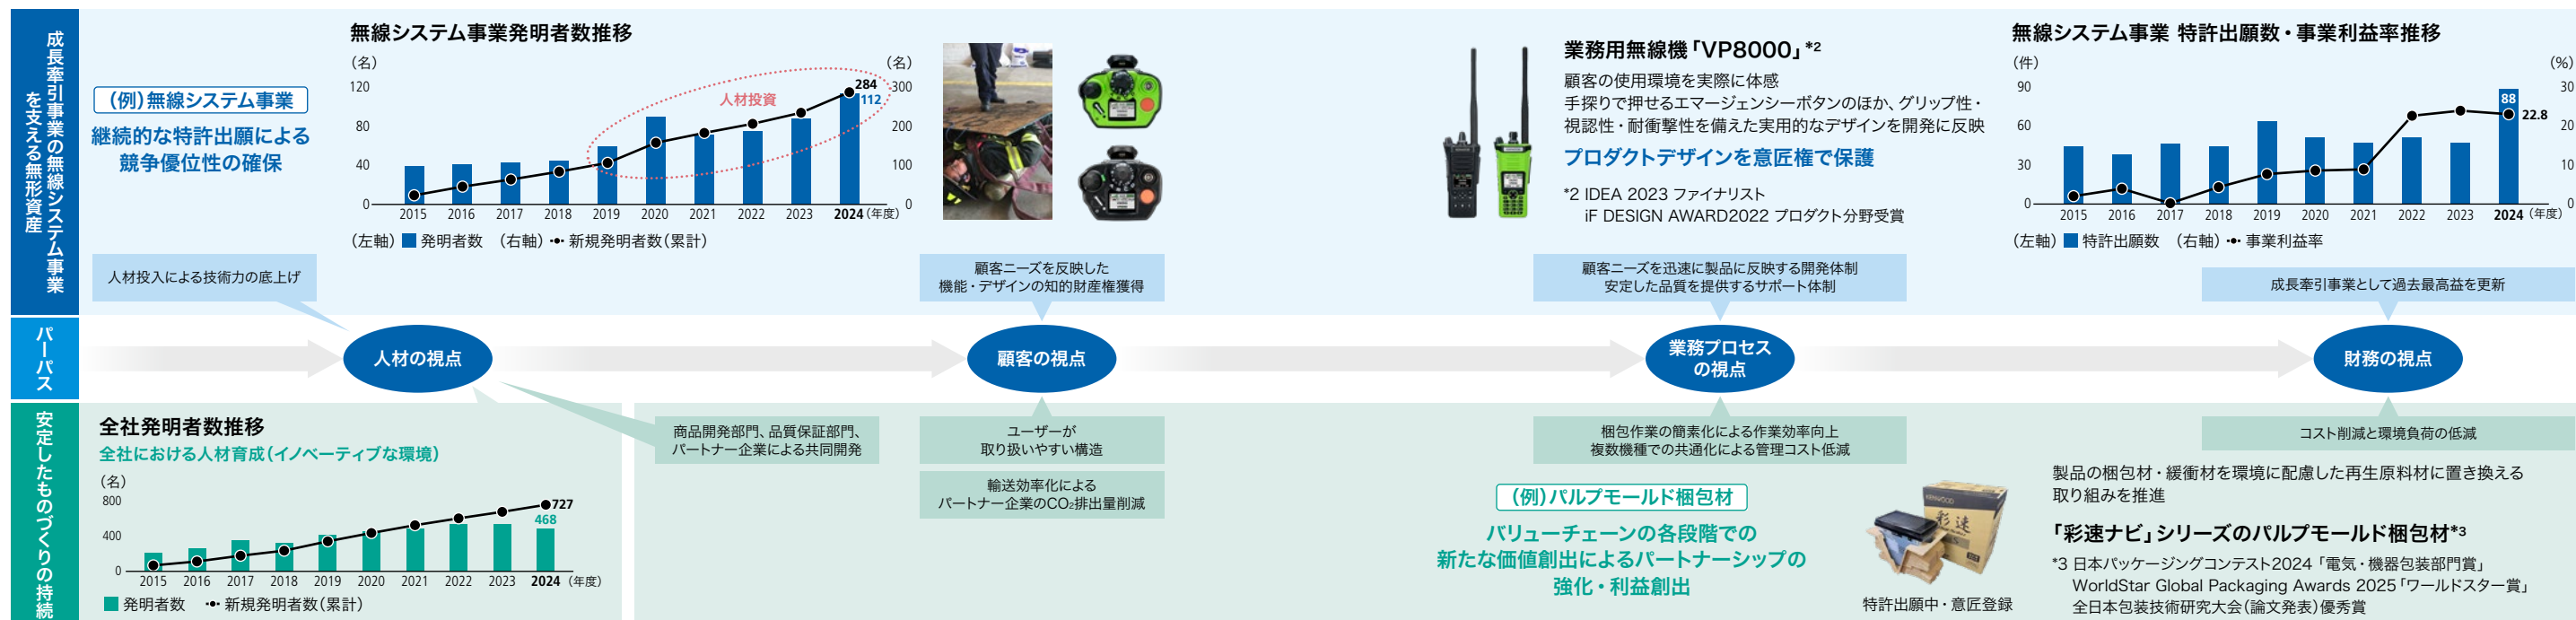 成長牽引事業の無線システム事業
を支える無形資産
(例)無線システム事業
継続的な特許出願による
競争優位性の確保
無線システム事業発明者数推移
(名)
(名)
120
80
40
0
300
200
100
0
人材投資
284
112
2015 2016 2017 2018 2019 2020 2021 2022 2023 2024(年度)
(左軸) 発明者数 (右軸) 新規発明者数(累計)
業務用無線機「VP8000」*2
顧客の使用環境を実際に体感
手探りで押せるエマージェンシーボタンのほか、グリップ性・
視認性・耐衝撃性を備えた実用的なデザインを開発に反映
プロダクトデザインを意匠権で保護
*2 IDEA 2023 ファイナリスト
iF DESIGN AWARD2022 プロダクト分野受賞
無線システム事業 特許出願数・事業利益率推移
(件)
(%)
90
60
30
0
30
20
10
0
88
22.8
2015 2016 2017 2018 2019 2020 2021 2022 2023 2024(年度)
(左軸) 特許出願数 (右軸) 事業利益率
人材投入による技術力の底上げ
顧客ニーズを反映した
機能・デザインの知的財産権獲得
顧客ニーズを迅速に製品に反映する開発体制
安定した品質を提供するサポート体制
成長牽引事業として過去最高益を更新
パーパス
人材の視点
顧客の視点
業務プロセス
の視点
財務の視点
安定したものづくりの持続
全社発明者数推移
全社における人材育成(イノベーティブな環境)
(名)
800
400
0
727
468
2015 2016 2017 2018 2019 2020 2021 2022 2023 2024(年度)
発明者数 新規発明者数(累計)
商品開発部門、品質保証部門、
パートナー企業による共同開発
ユーザーが
取り扱いやすい構造
輸送効率化による
パートナー企業のCO₂排出量削減
梱包作業の簡素化による作業効率向上
複数機種での共通化による管理コスト低減
(例)パルプモールド梱包材
バリューチェーンの各段階での
新たな価値創出によるパートナーシップの
強化・利益創出
KENWOOD
彩速
特許出願中・意匠登録
コスト削減と環境負荷の低減
製品の梱包材・緩衝材を環境に配慮した再生原料材に置き換える
取り組みを推進
「彩速ナビ」シリーズのパルプモールド梱包材*3
*3 日本パッケージングコンテスト2024「電気・機器包装部門賞」
WorldStar Global Packaging Awards 2025「ワールドスター賞」
全日本包装技術研究大会(論文発表)優秀賞